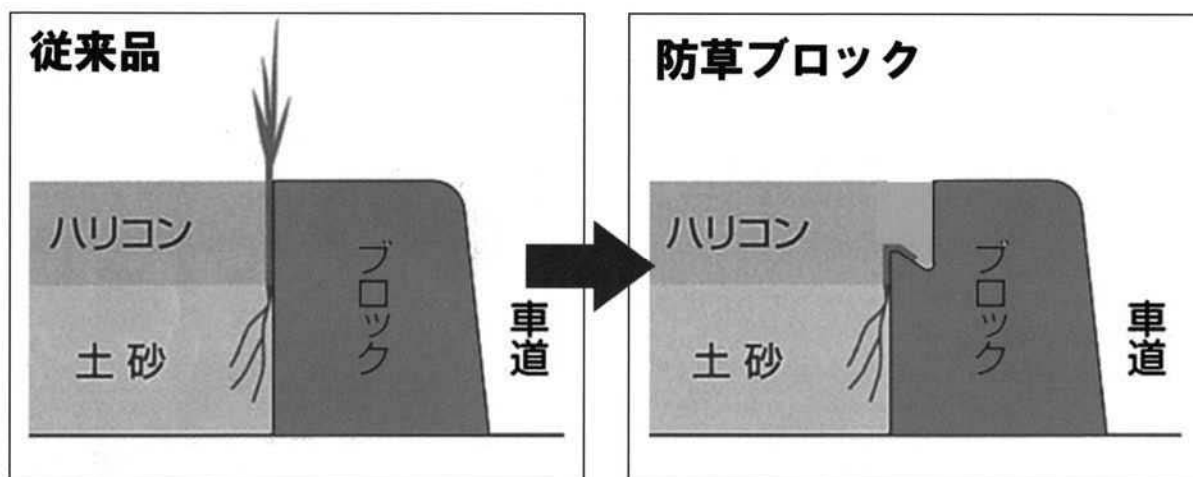 従来品
ハリコン
土砂
ブロック
車道
防草ブロック
ハリコン
土砂
ブロック
車道